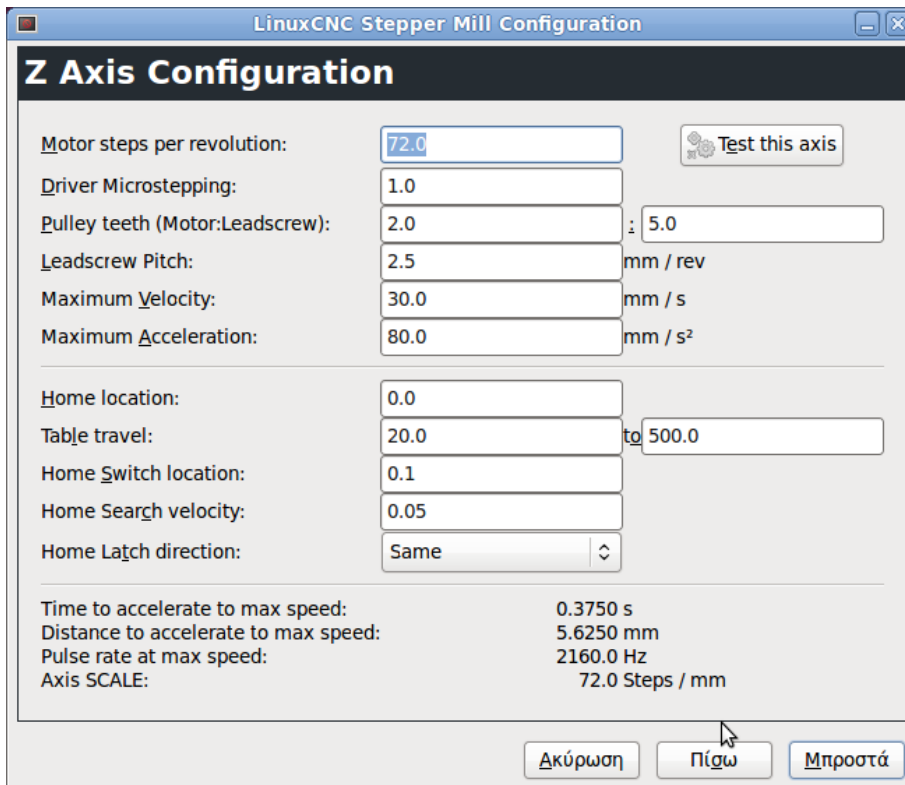 LinuxCNC Stepper Mill Configuration
Z Axis Configuration
Motor steps per revolution: 72.0 Test this axis
Driver Microstepping: 1.0
Pulley teeth (Motor:Leadscrew): 2.0 : 5.0
Leadscrew Pitch: 2.5 mm / rev
Maximum Velocity: 30.0 mm / s
Maximum Acceleration: 80.0 mm / s²
Home location: 0.0
Table travel: 20.0 to 500.0
Home Switch location: 0.1
Home Search velocity: 0.05
Home Latch direction: Same
Time to accelerate to max speed: 0.3750 s
Distance to accelerate to max speed: 5.6250 mm
Pulse rate at max speed: 2160.0 Hz
Axis SCALE: 72.0 Steps / mm
Ακύρωση Πίσω Μπροστά